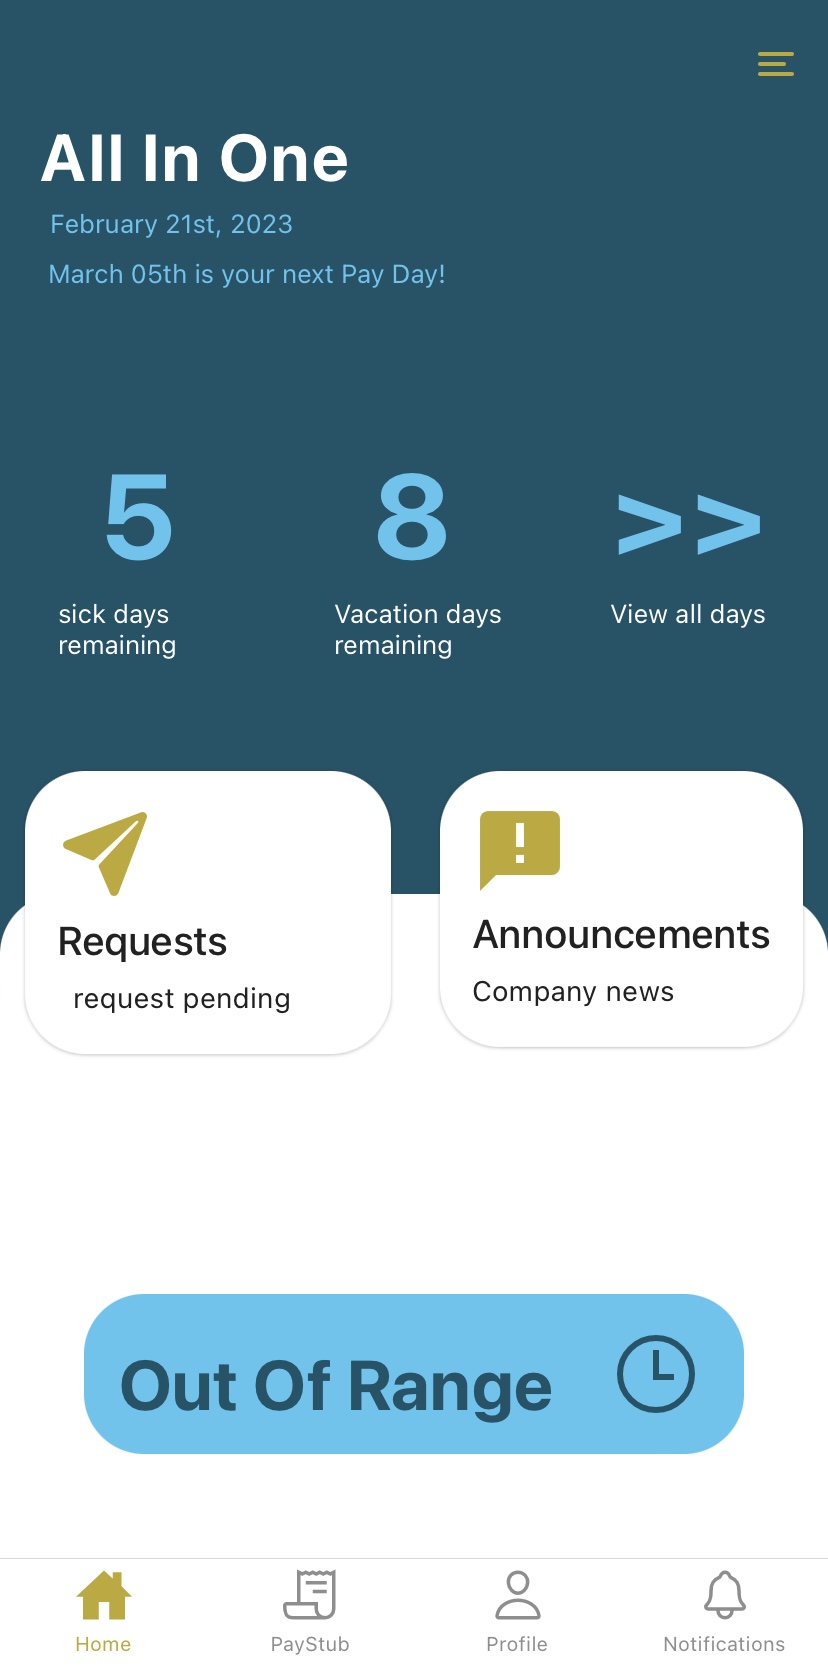 All In One
February 21st, 2023
March 05th is your next Pay Day!
5
8
>>
sick days
remaining
Vacation days
remaining
View all days
Requests
request pending
Announcements
Company news
Out Of Range
Home
PayStub
Profile
Notifications